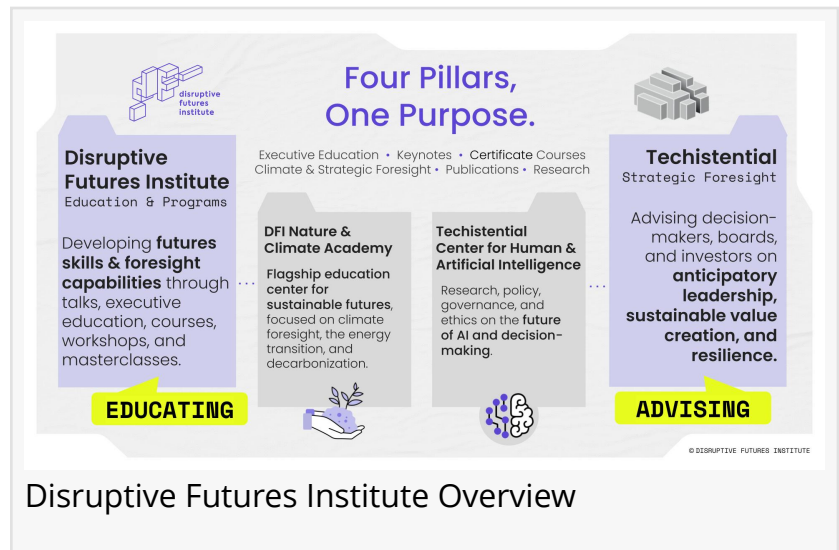 disruptive
futures
institute
Four Pillars,
One Purpose.
Executive Education • Keynotes • Certificate Courses
Climate & Strategic Foresight • Publications • Research
Disruptive
Futures Institute
Education & Programs
Developing futures
skills & foresight
capabilities through
talks, executive
education, courses,
workshops, and
masterclasses.
EDUCATING
DFI Nature &
Climate Academy
Flagship education
center for
sustainable futures,
focused on climate
foresight, the energy
transition, and
decarbonization.
Techistential
Center for Human &
Artificial Intelligence
Research, policy,
governance, and
ethics on the future
of AI and decision-
making.
Techistential
Strategic Foresight
Advising decision-
makers, boards,
and investors on
anticipatory
leadership,
sustainable value
creation, and
resilience.
ADVISING
© DISRUPTIVE FUTURES INSTITUTE
Disruptive Futures Institute Overview